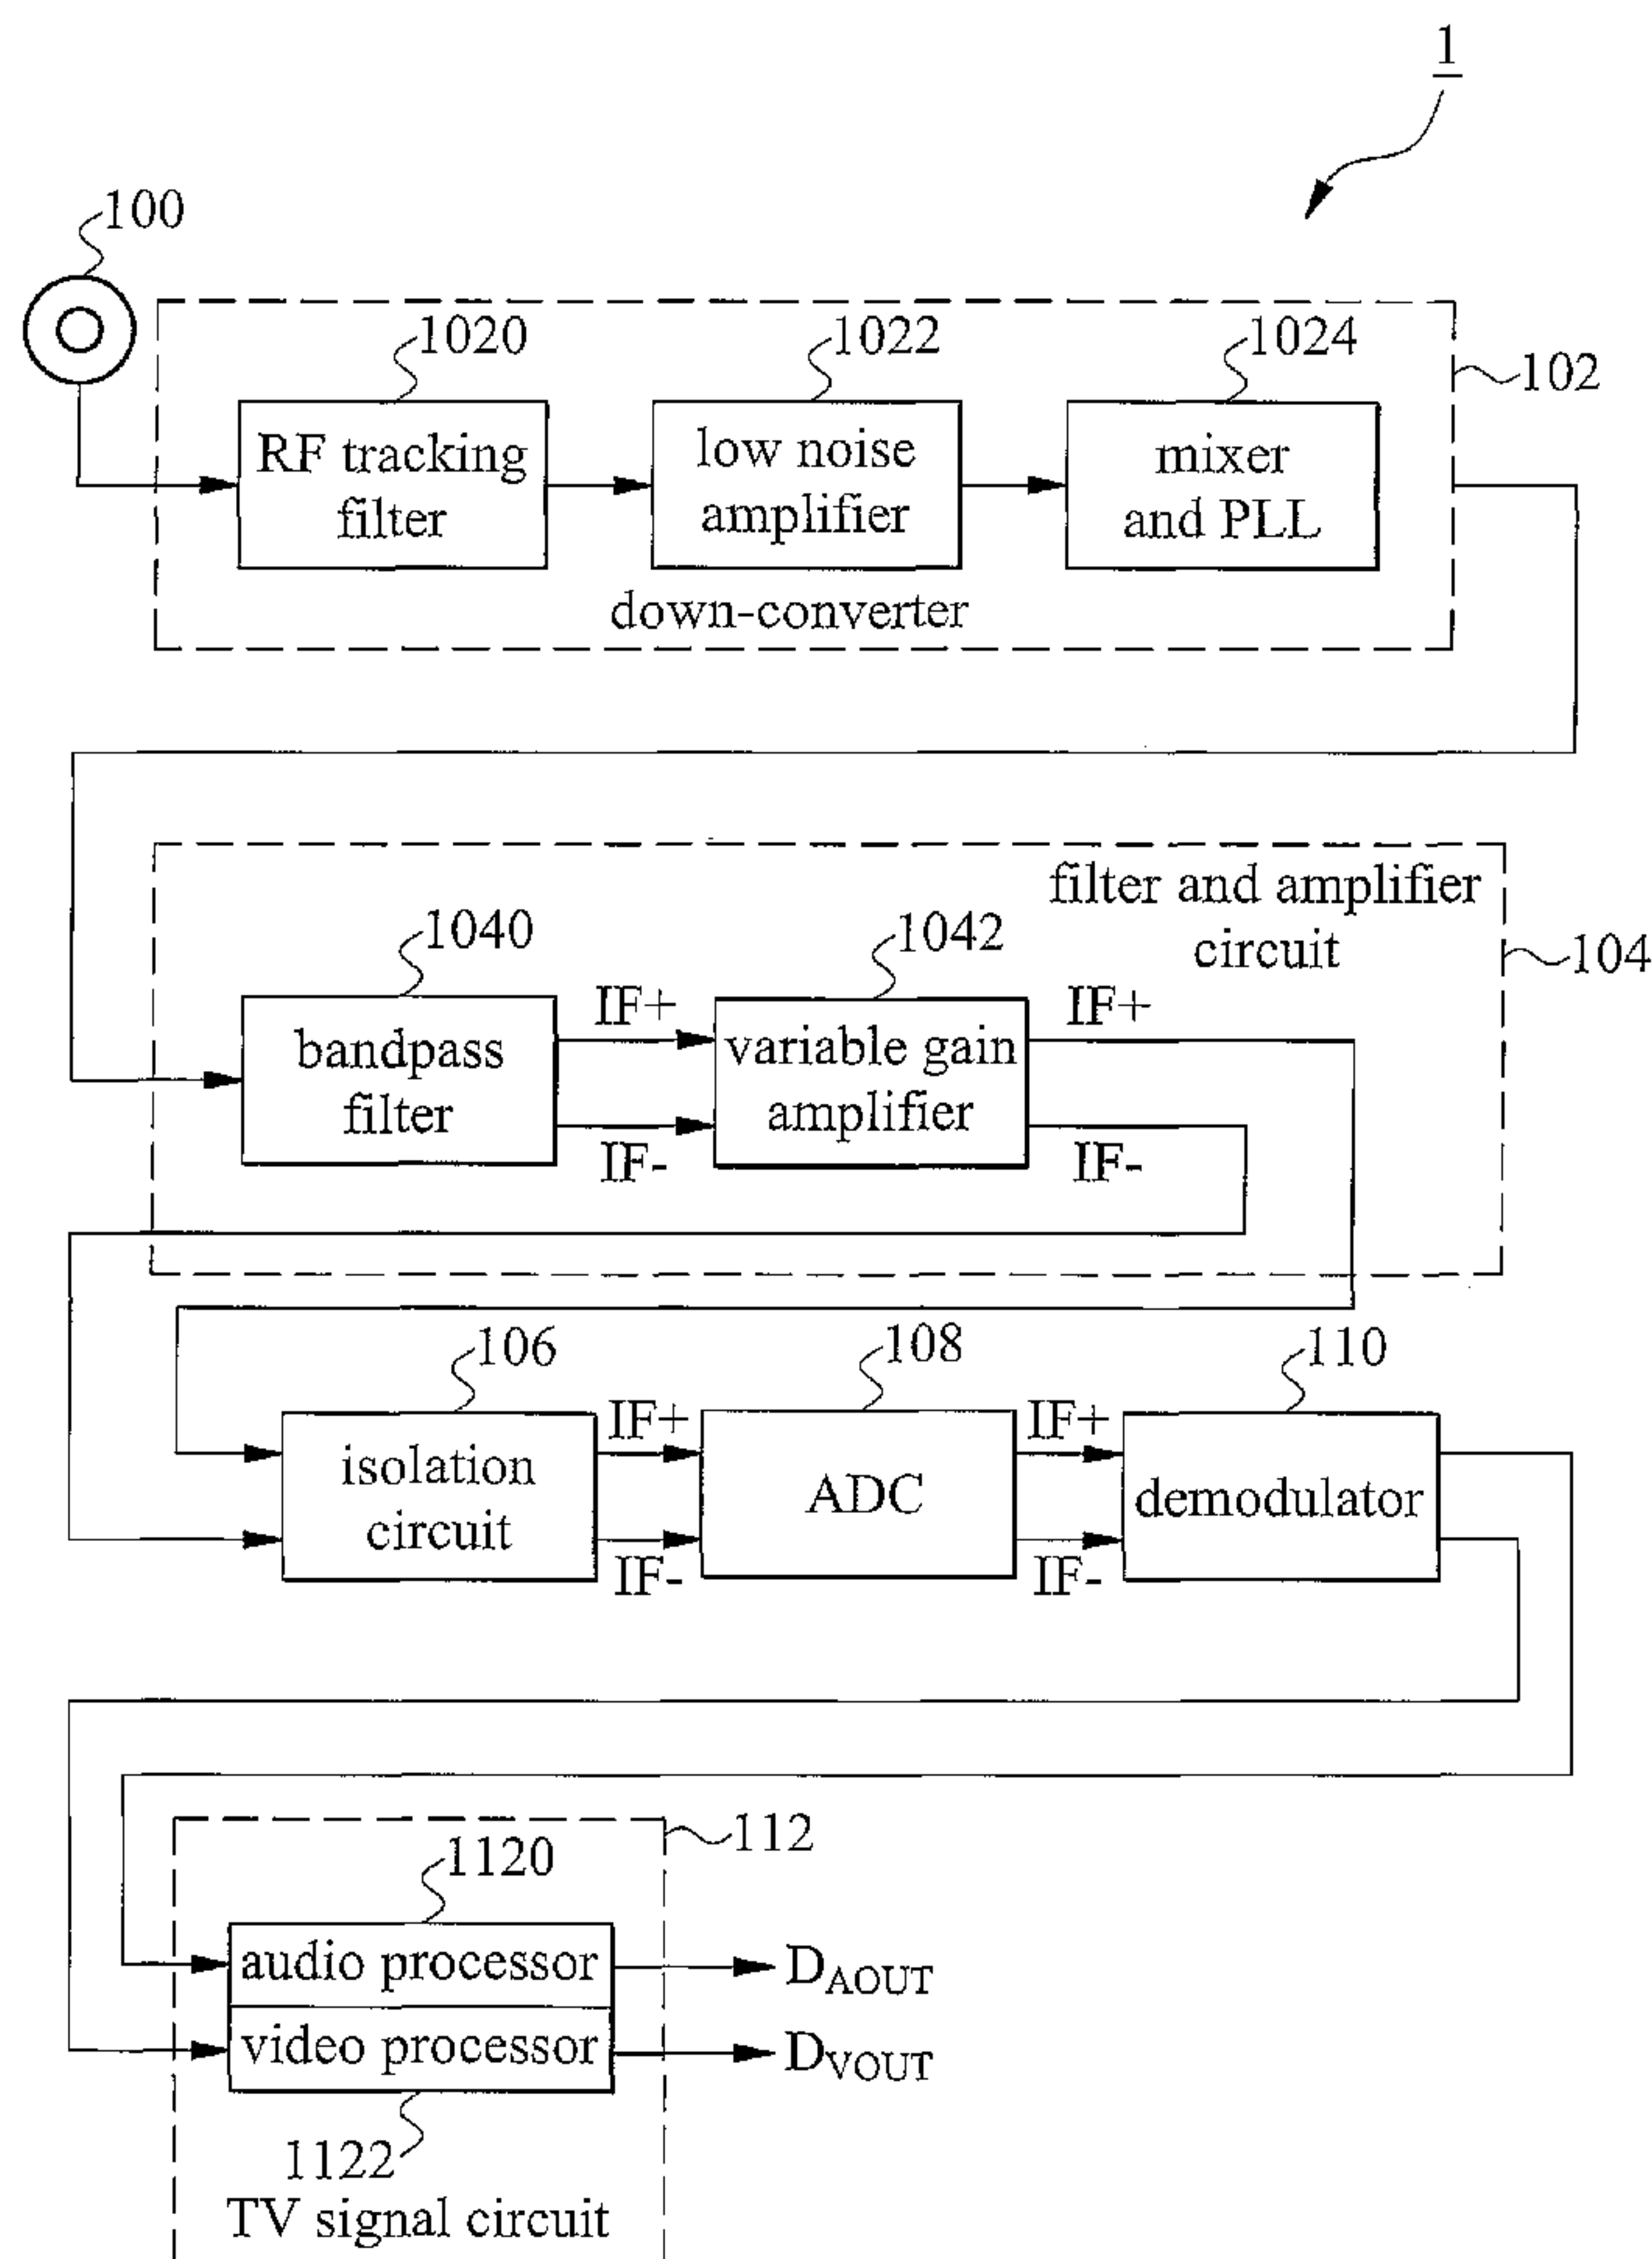 1
100
1020
1022
1024
102
RF tracking
filter
low noise
amplifier
mixer
and PLL
down-converter
filter and amplifier
circuit
104
1040
1042
IF+
IF+
bandpass
filter
variable gain
amplifier
IF-
IF-
106
108
110
IF+
IF+
isolation
circuit
ADC
demodulator
IF-
IF-
112
1120
audio processor
DAOUT
video processor
DVOUT
1122
TV signal circuit